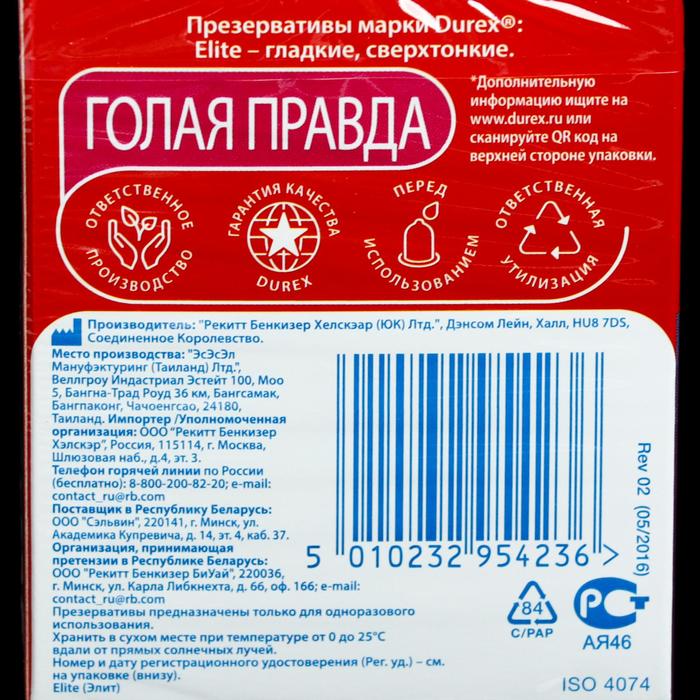 Презервативы марки Durex®:
Elite – гладкие, сверхтонкие.
ГОЛАЯ ПРАВДА
*Дополнительную
информацию ищите на
www.durex.ru или
сканируйте QR код на
верхней стороне упаковки.
ОТВЕТСТВЕННОЕ
ПРОИЗВОДСТВО
ГАРАНТИЯ КАЧЕСТВА
DUREX
ПЕРЕД
ИСПОЛЬЗОВАНИЕМ
ОТВЕТСТВЕННАЯ
УТИЛИЗАЦИЯ
Производитель: "Рекитт Бенкизер Хелскэар (ЮК) Лтд.", Дэнсом Лейн, Халл, HU8 7DS,
Соединенное Королевство.
Место производства: "ЭсЭсЭл
Мануфэктуринг (Таиланд) Лтд.",
Веллгроу Индастриал Эстейт 100, Моо
5, Бангна-Трад Роуд 36 км, Бангсамак,
Бангпаконг, Чачоенгсао, 24180,
Таиланд. Импортер /Уполномоченная
организация: ООО "Рекитт Бенкизер
Хэлскэр", Россия, 115114, г. Москва,
Шлюзовая наб., д.4, эт. 3.
Телефон горячей линии по России
(бесплатно): 8-800-200-82-20; e-mail:
contact_ru@rb.com
Поставщик в Республику Беларусь:
ООО "Сэльвин", 220141, г. Минск, ул.
Академика Купревича, д. 14, эт. 4, каб. 37.
Организация, принимающая
претензии в Республике Беларусь:
ООО "Рекитт Бенкизер БиУай", 220036,
г. Минск, ул. Карла Либкнехта, д. 66, оф. 166; e-mail:
contact_ru@rb.com
Презервативы предназначены только для одноразового
использования.
Хранить в сухом месте при температуре от 0 до 25°C
вдали от прямых солнечных лучей.
Номер и дату регистрационного удостоверения (Рег. уд.) – см.
на упаковке (внизу).
Elite (Элит)
5 010232 954236 >
Rev 02 (05/2016)
84
C/PAP
РСТ
АЯ46
ISO 4074